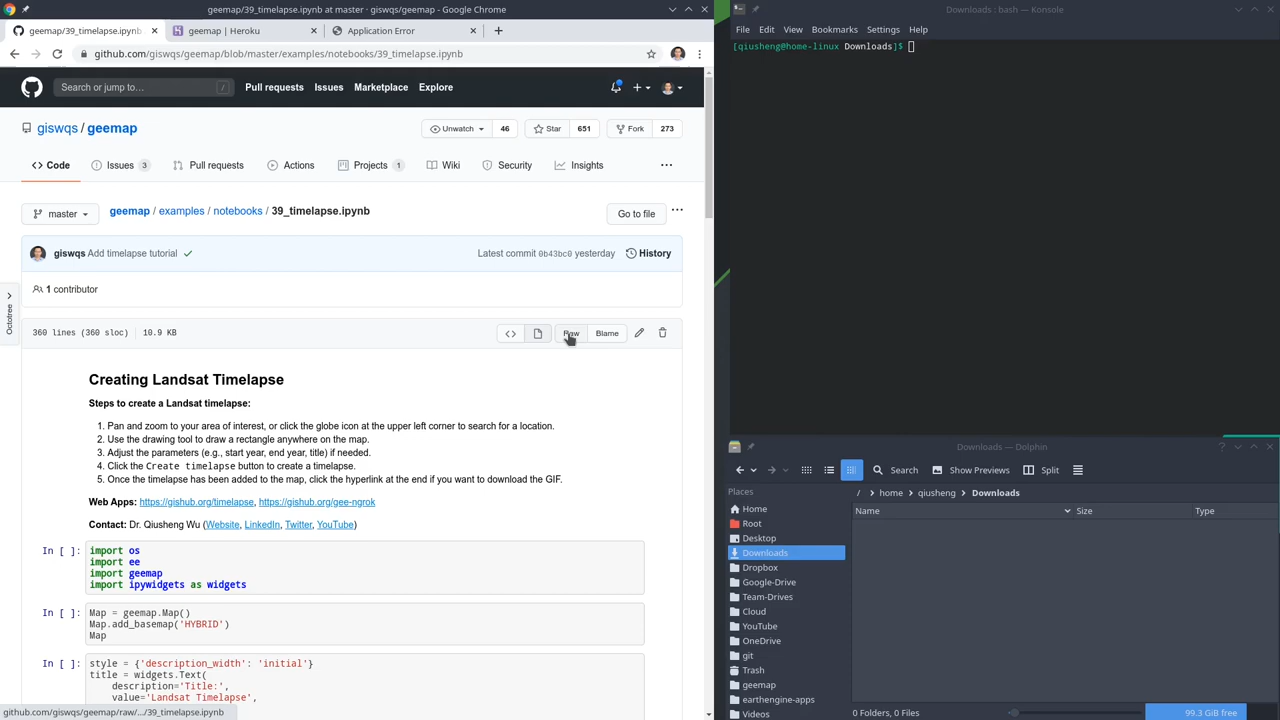 geemap/39_timelapse.ipynb at master · giswqs/geemap - Google Chrome
geemap/39_timelapse.ipynb
geemap | Heroku
Application Error
github.com/giswqs/geemap/blob/master/examples/notebooks/39_timelapse.ipynb
Search or jump to…
/
Pull requests
Issues
Marketplace
Explore
giswqs / geemap
Unwatch
46
Star
651
Fork
273
Code
Issues 3
Pull requests
Actions
Projects 1
Wiki
Security
Insights
master
geemap / examples / notebooks / 39_timelapse.ipynb
Go to file
giswqs Add timelapse tutorial
Latest commit 0b43bc0 yesterday
History
1 contributor
Octotree
360 lines (360 sloc)
10.9 KB
Raw
Blame
Creating Landsat Timelapse
Steps to create a Landsat timelapse:
1. Pan and zoom to your area of interest, or click the globe icon at the upper left corner to search for a location.
2. Use the drawing tool to draw a rectangle anywhere on the map.
3. Adjust the parameters (e.g., start year, end year, title) if needed.
4. Click the Create timelapse button to create a timelapse.
5. Once the timelapse has been added to the map, click the hyperlink at the end if you want to download the GIF.
Web Apps: https://gishub.org/timelapse, https://gishub.org/gee-ngrok
Contact: Dr. Qiusheng Wu (Website, LinkedIn, Twitter, YouTube)
In [ ]: import os
import ee
import geemap
import ipywidgets as widgets
In [ ]: Map = geemap.Map()
Map.add_basemap('HYBRID')
Map
In [ ]: style = {'description_width': 'initial'}
title = widgets.Text(
description='Title:',
value='Landsat Timelapse',
github.com/giswqs/geemap/raw/.../39_timelapse.ipynb
Downloads : bash — Konsole
File Edit View Bookmarks Settings Help
[qiusheng@home-linux Downloads]$
Downloads — Dolphin
Search
Show Previews
Split
Places
/ > home > qiusheng > Downloads
Name
Size
Type
Home
Root
Desktop
Downloads
Dropbox
Google-Drive
Team-Drives
Cloud
YouTube
OneDrive
git
Trash
geemap
earthengine-apps
Videos
0 Folders, 0 Files
99.3 GiB free